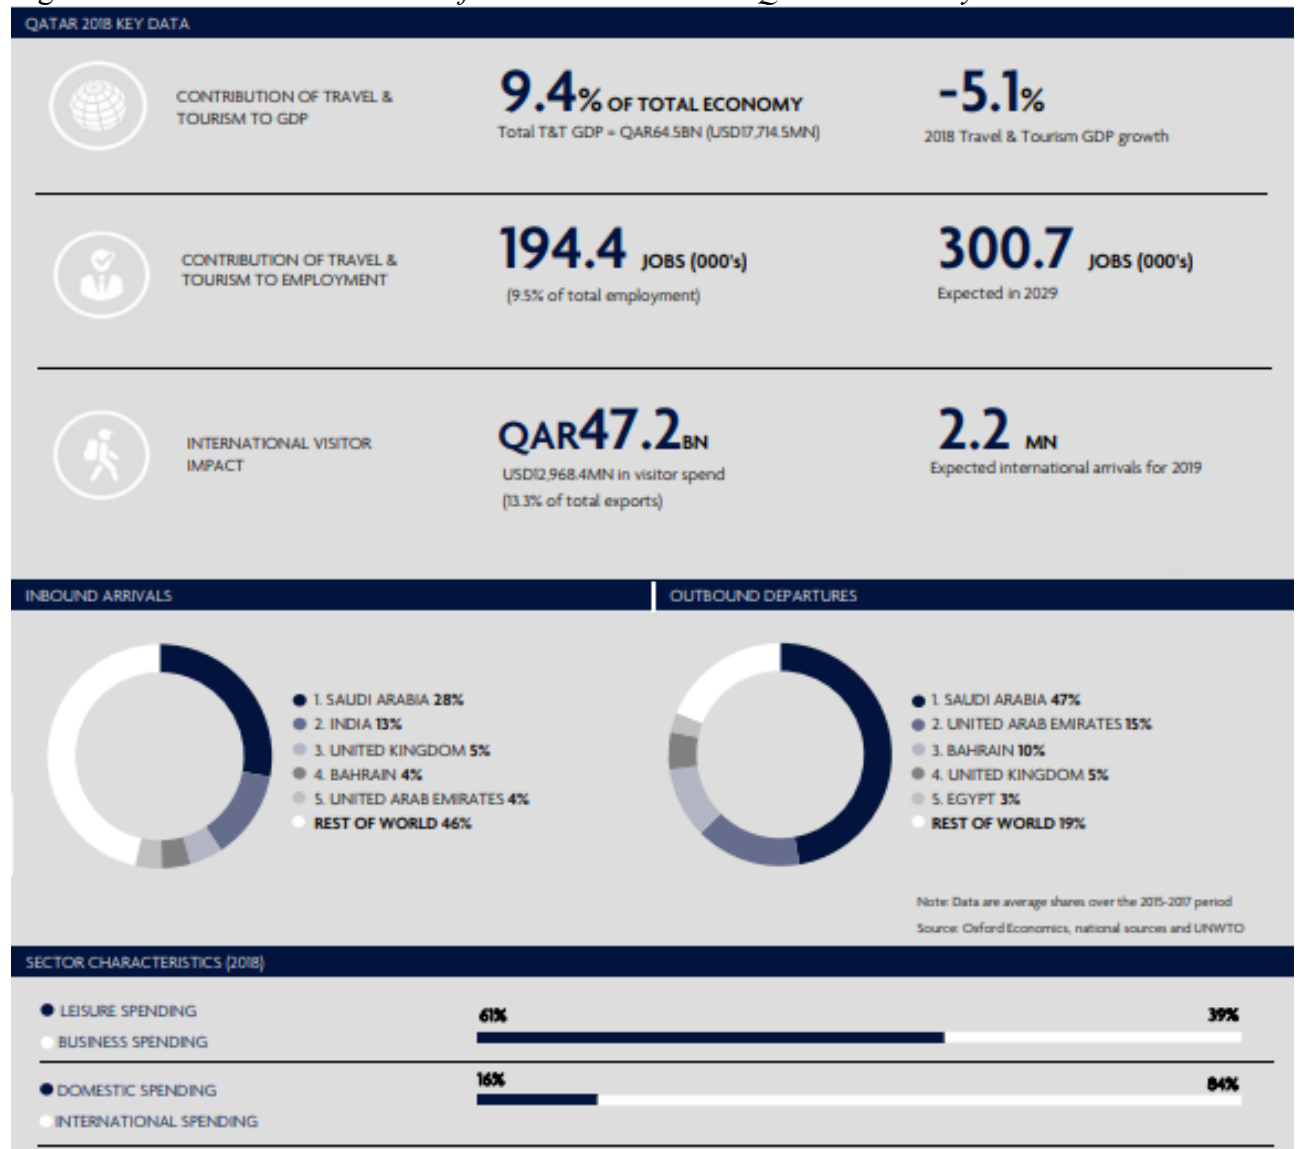 QATAR 2018 KEY DATA
CONTRIBUTION OF TRAVEL &
TOURISM TO GDP
9.4% OF TOTAL ECONOMY
Total T&T GDP = QAR64.5BN (USD17,714.5MN)
-5.1%
2018 Travel & Tourism GDP growth
CONTRIBUTION OF TRAVEL &
TOURISM TO EMPLOYMENT
194.4 JOBS (000's)
(9.5% of total employment)
300.7 JOBS (000's)
Expected in 2029
INTERNATIONAL VISITOR
IMPACT
QAR47.2BN
USD12,968.4MN in visitor spend
(13.3% of total exports)
2.2 MN
Expected international arrivals for 2019
INBOUND ARRIVALS
1. SAUDI ARABIA 28%
2. INDIA 13%
3. UNITED KINGDOM 5%
4. BAHRAIN 4%
5. UNITED ARAB EMIRATES 4%
REST OF WORLD 46%
OUTBOUND DEPARTURES
1. SAUDI ARABIA 47%
2. UNITED ARAB EMIRATES 15%
3. BAHRAIN 10%
4. UNITED KINGDOM 5%
5. EGYPT 3%
REST OF WORLD 19%
Note: Data are average shares over the 2015-2017 period
Source: Oxford Economics, national sources and UNWTO
SECTOR CHARACTERISTICS (2018)
LEISURE SPENDING
BUSINESS SPENDING
61%
39%
DOMESTIC SPENDING
INTERNATIONAL SPENDING
16%
84%